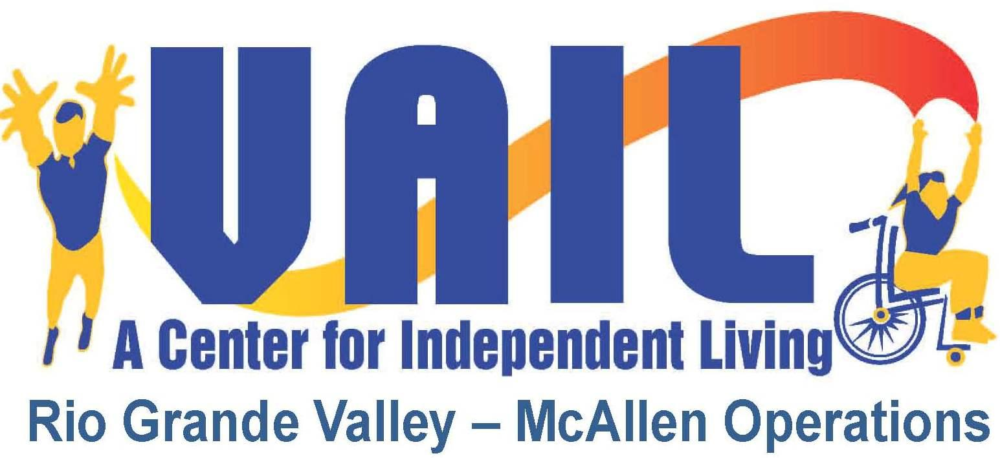 VAIL
A Center for Independent Living
Rio Grande Valley – McAllen Operations